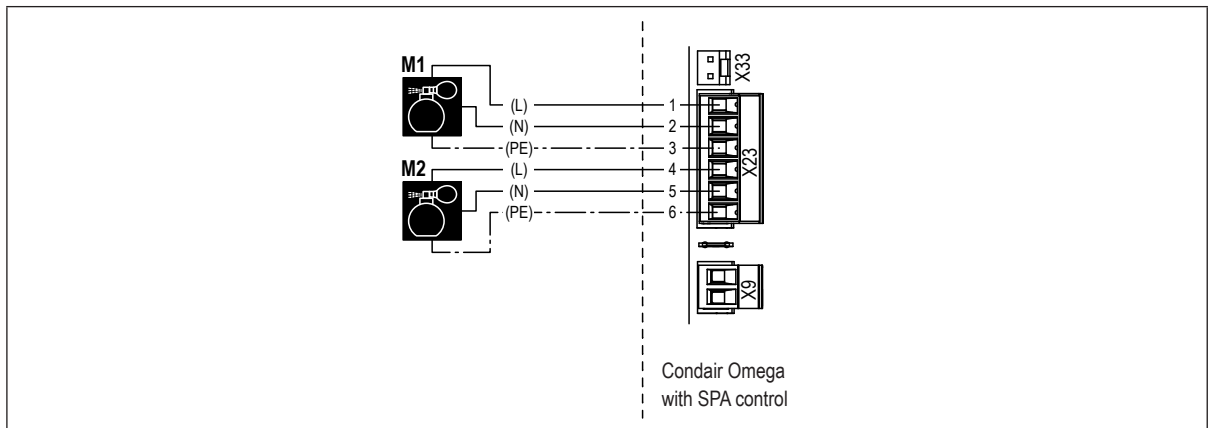 X33
M1
(L) 1
(N) 2
(PE) 3
X23
M2
(L) 4
(N) 5
(PE) 6
X9
Condair Omega
with SPA control